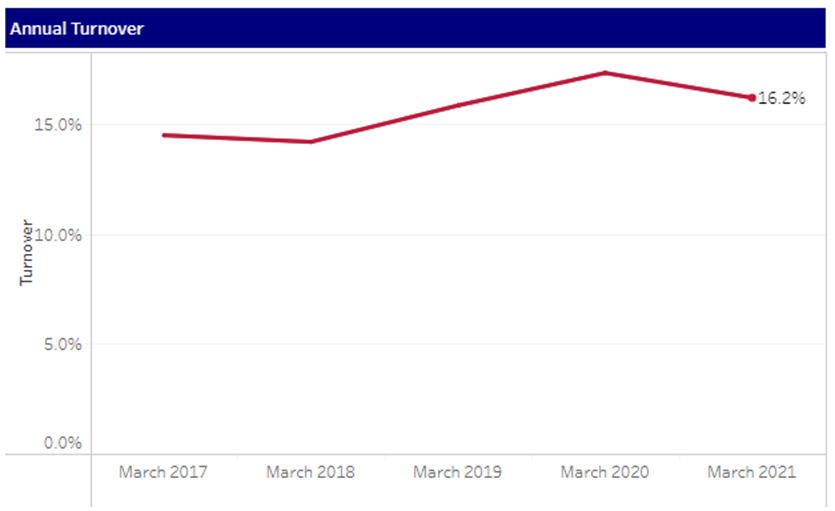 Annual Turnover
16.2%
15.0%
Turnover
10.0%
5.0%
0.0%
March 2017 March 2018 March 2019 March 2020 March 2021